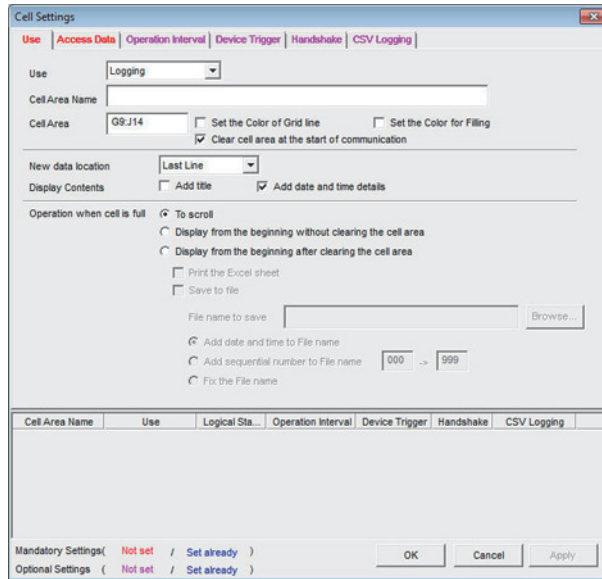 Cell Settings
Use Access Data Operation Interval Device Trigger Handshake CSV Logging
Use Logging
Cell Area Name
Cell Area G9:J14 Set the Color of Grid line Set the Color for Filling
Clear cell area at the start of communication
New data location Last Line
Display Contents Add title Add date and time details
Operation when cell is full To scroll
Display from the beginning without clearing the cell area
Display from the beginning after clearing the cell area
Print the Excel sheet
Save to file
File name to save Browse...
Add date and time to File name
Add sequential number to File name 000 -> 999
Fix the File name
Cell Area Name Use Logical Sta... Operation Interval Device Trigger Handshake CSV Logging
Mandatory Settings( Not set / Set already )
OK Cancel Apply
Optional Settings ( Not set / Set already )